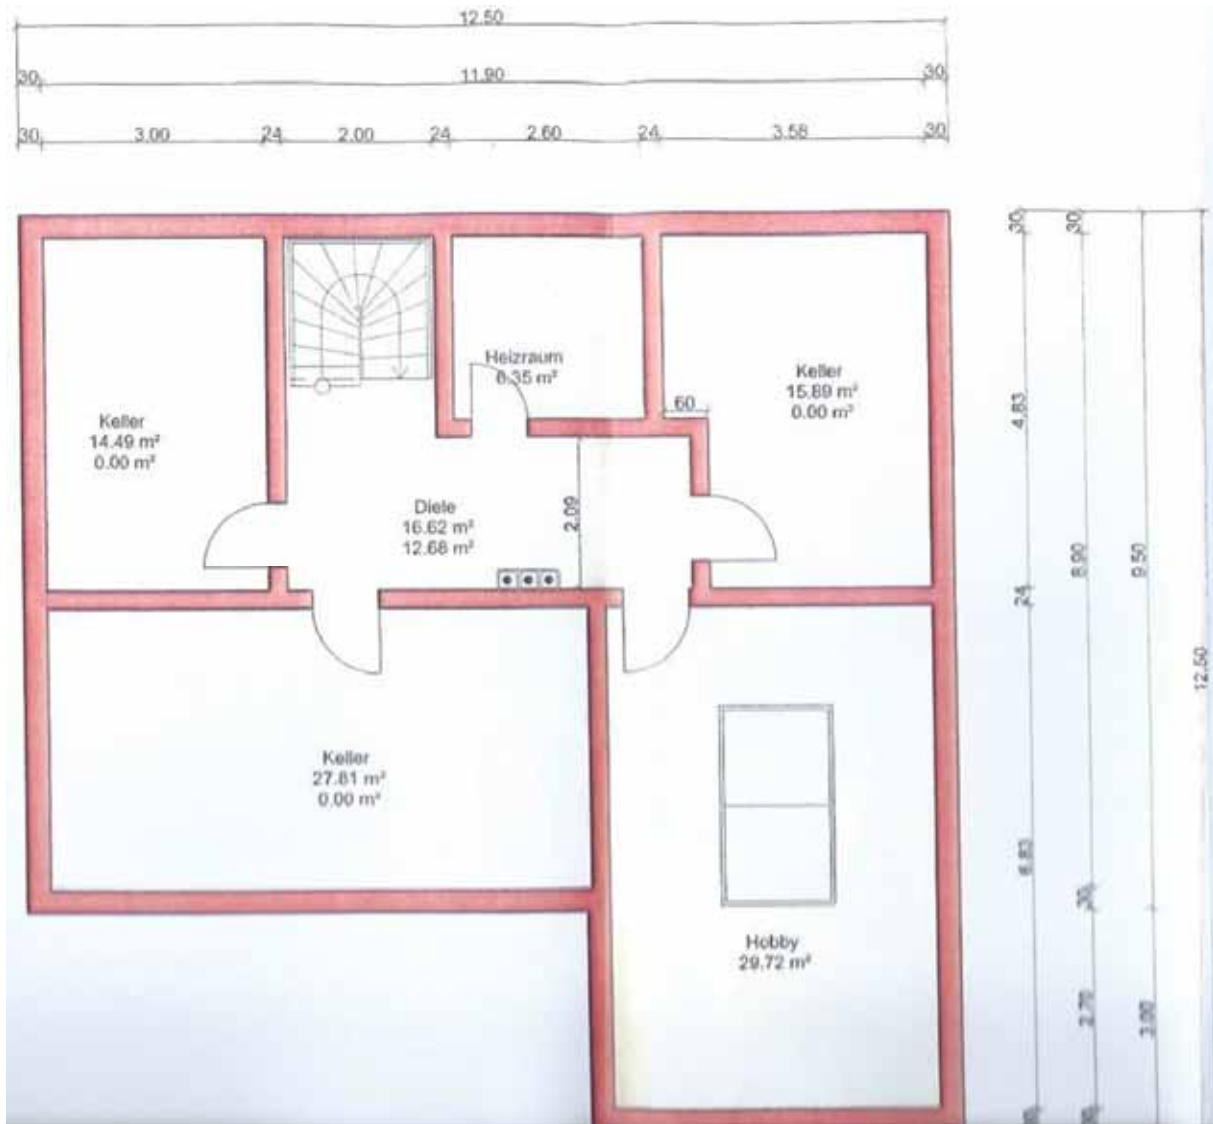 12.50
30 11.90 30
30 3.00 24 2.00 24 2.60 24 3.58 30
30 30
Heizraum
6.35 m²
Keller
15.89 m²
0.00 m²
60
4.83
Keller
14.49 m²
0.00 m²
Diele
16.62 m²
12.68 m²
2.09
8.90
9.50
24
12.50
Keller
27.81 m²
0.00 m²
6.83
30
Hobby
29.72 m²
2.70
3.00
30
30